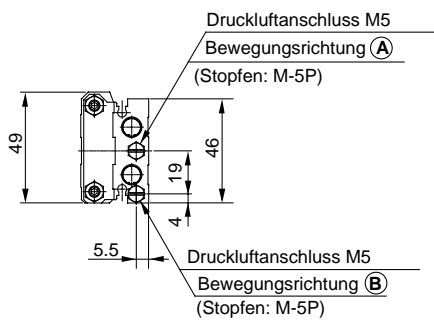 Druckluftanschluss M5
Bewegungsrichtung A
(Stopfen: M-5P)
49
46
19
4
5.5
Druckluftanschluss M5
Bewegungsrichtung B
(Stopfen: M-5P)